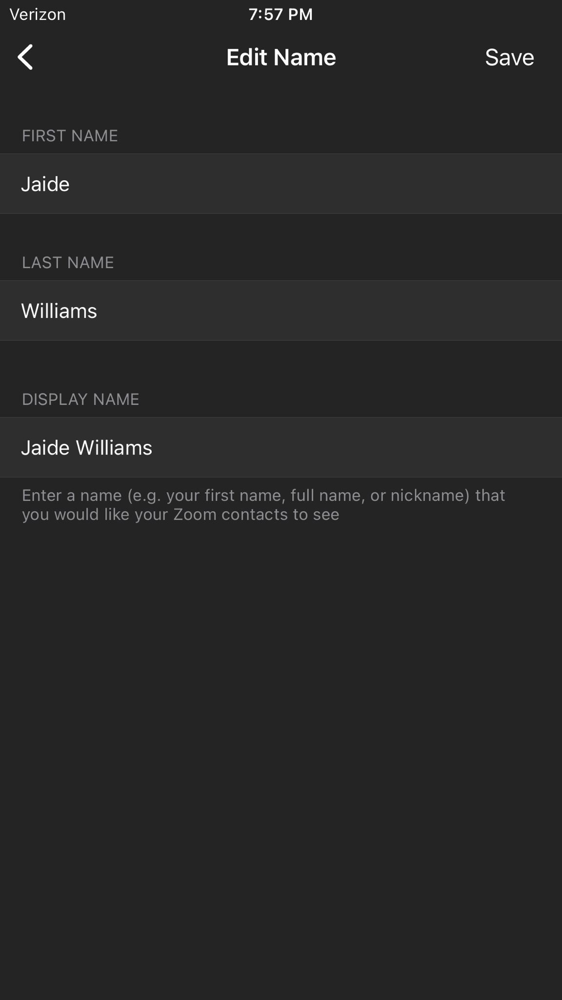 Verizon 7:57 PM
Edit Name Save
FIRST NAME
Jaide
LAST NAME
Williams
DISPLAY NAME
Jaide Williams
Enter a name (e.g. your first name, full name, or nickname) that
you would like your Zoom contacts to see